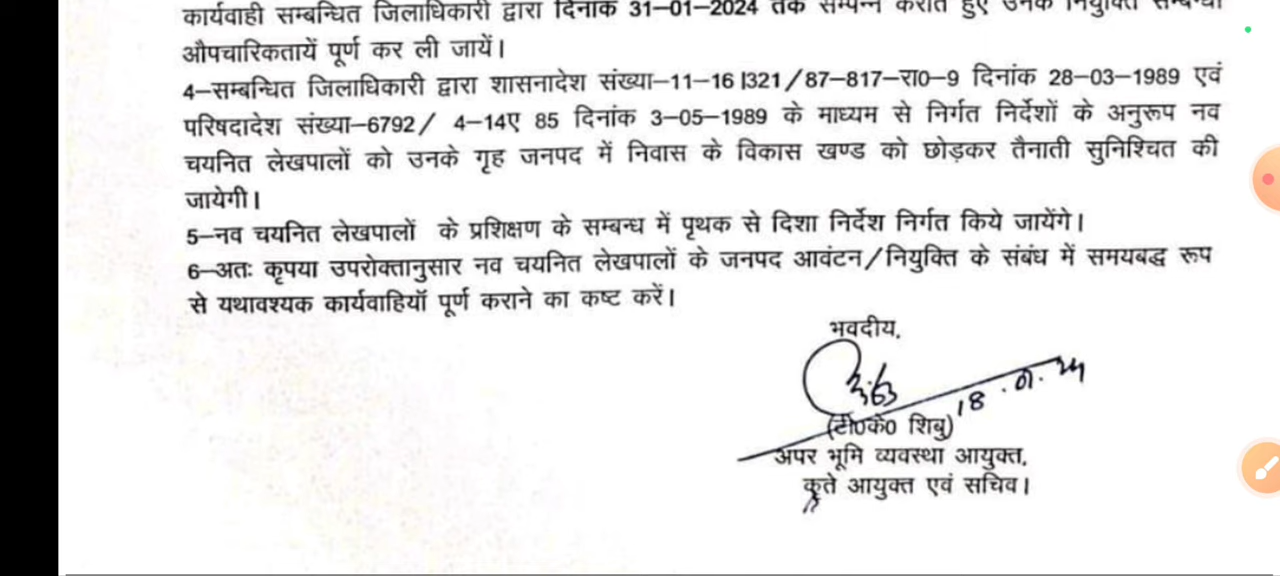 कार्यवाही सम्बन्धित जिलाधिकारी द्वारा दिनांक 31-01-2024 तक सम्पन्न कराते हुए उनके नियुक्ति सम्बन्धी
औपचारिकतायें पूर्ण कर ली जायें।
4-सम्बन्धित जिलाधिकारी द्वारा शासनादेश संख्या-11-16।321/87-817-रा0-9 दिनांक 28-03-1989 एवं
परिषदादेश संख्या-6792/ 4-14ए 85 दिनांक 3-05-1989 के माध्यम से निर्गत निर्देशों के अनुरूप नव
चयनित लेखपालों को उनके गृह जनपद में निवास के विकास खण्ड को छोड़कर तैनाती सुनिश्चित की
जायेगी।
5-नव चयनित लेखपालों के प्रशिक्षण के सम्बन्ध में पृथक से दिशा निर्देश निर्गत किये जायेंगे।
6-अतः कृपया उपरोक्तानुसार नव चयनित लेखपालों के जनपद आवंटन/नियुक्ति के संबंध में समयबद्ध रूप
से यथावश्यक कार्यवाहियॉ पूर्ण कराने का कष्ट करें।
भवदीय,
18.01.24
(टी0के0 शिबु)
अपर भूमि व्यवस्था आयुक्त,
कृते आयुक्त एवं सचिव।